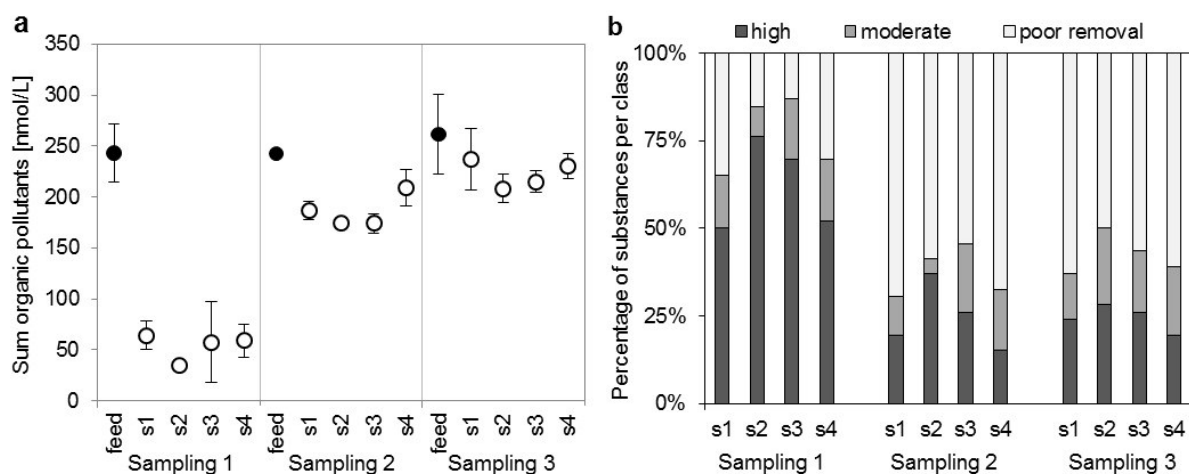 a
350
300
250
200
150
100
50
0
Sum organic pollutants [nmol/L]
feed s1 s2 s3 s4 feed s1 s2 s3 s4 feed s1 s2 s3 s4
Sampling 1 Sampling 2 Sampling 3
b
high moderate poor removal
100%
75%
50%
25%
0%
Percentage of substances per class
s1 s2 s3 s4 s1 s2 s3 s4 s1 s2 s3 s4
Sampling 1 Sampling 2 Sampling 3